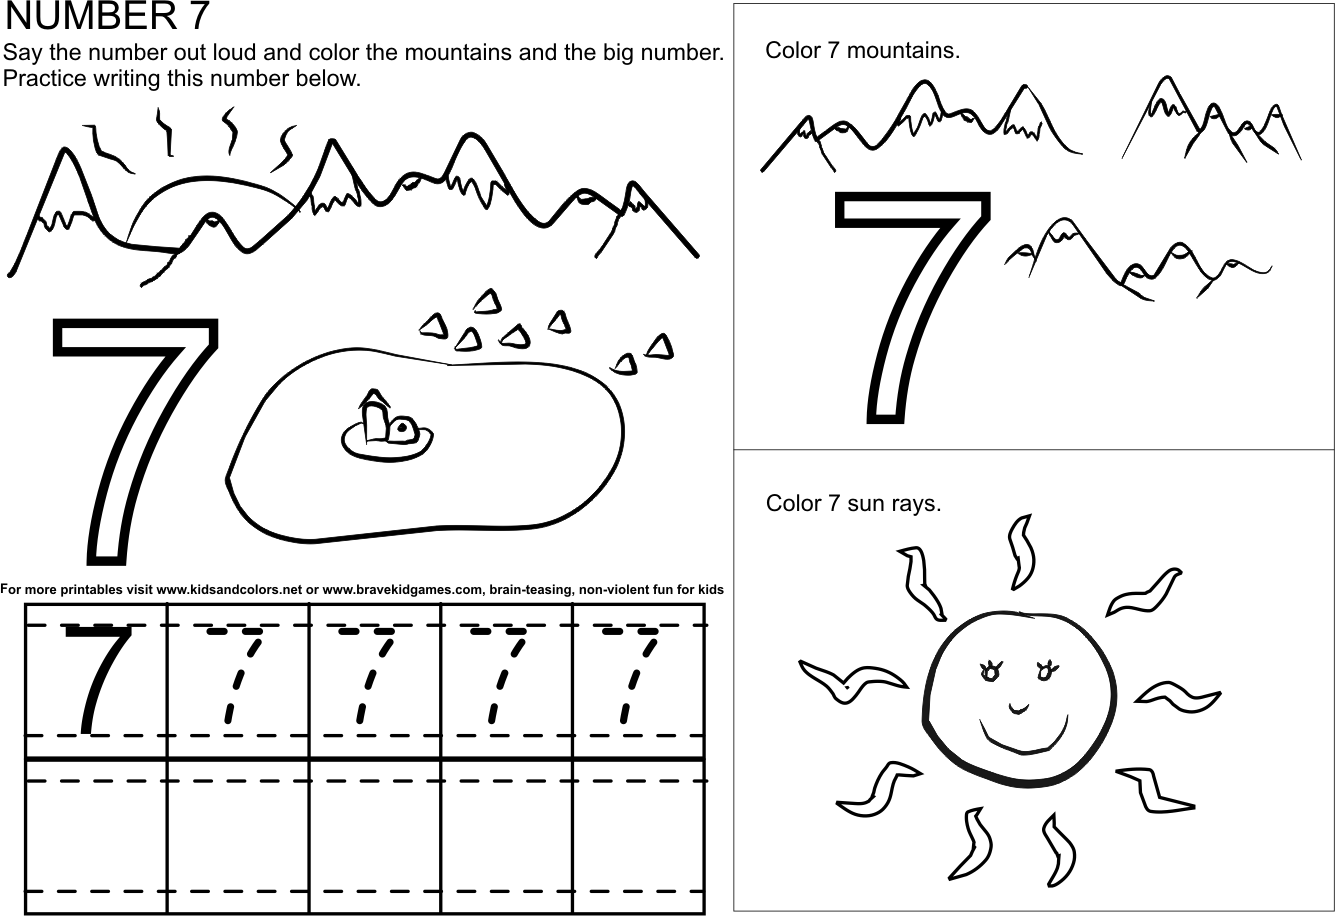 NUMBER 7
Say the number out loud and color the mountains and the big number.
Practice writing this number below.
7
For more printables visit www.kidsandcolors.net or www.bravekidgames.com, brain-teasing, non-violent fun for kids
7 7 7 7 7
Color 7 mountains.
7
Color 7 sun rays.